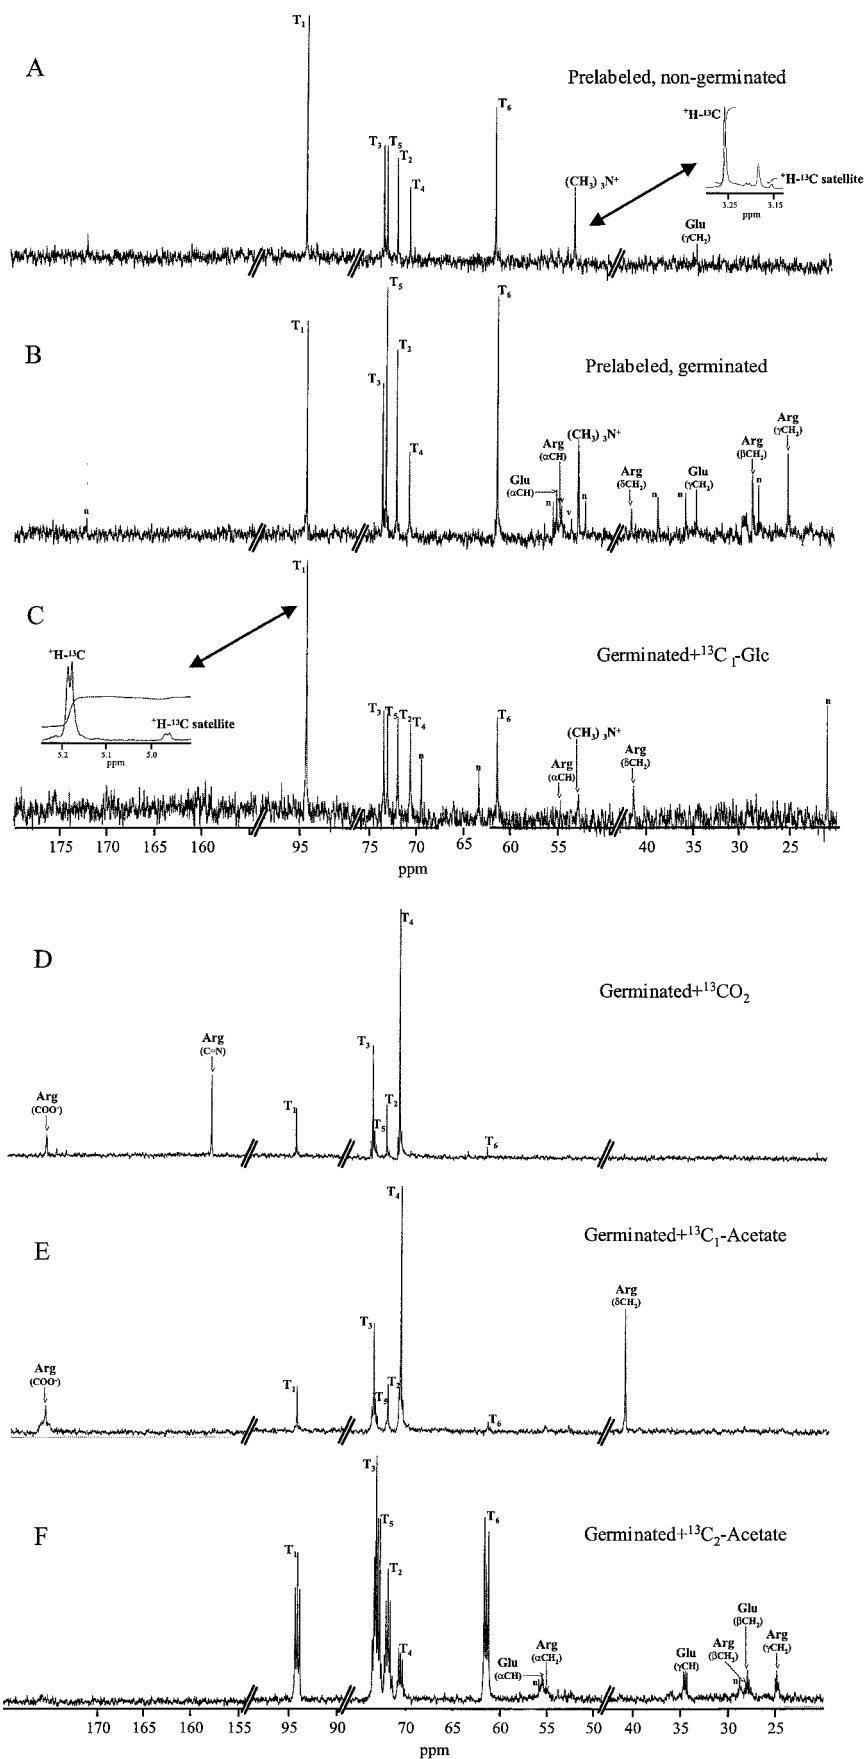 A
T1
Prelabeled, non-germinated
T6
⁺H-¹³C
T3 T5
T2
T4
(CH3) 3N⁺
⁺H-¹³C satellite
3.25 3.15
ppm
Glu
(γCH2)
B
T5
T6
T1
T2
Prelabeled, germinated
T3
T4
Arg
(γCH2)
(CH3) 3N⁺
Arg
(αCH)
Arg
(βCH2)
Glu
(αCH)
Arg
(δCH2)
Glu
(γCH2)
n
n
v
n
n
n
n
C
T1
Germinated+¹³C1-Glc
⁺H-¹³C
⁺H-¹³C satellite
5.2 5.1 5.0
ppm
T3 T5 T2 T4
T6
n
n
(CH3) 3N⁺
Arg
(αCH)
Arg
(δCH2)
n
175 170 165 160 95 75 70 65 60 55 40 35 30 25
ppm
D
T4
Germinated+¹³CO2
T3
Arg
(C=N)
Arg
(COO⁻)
T1
T2
T5
T6
E
T4
Germinated+¹³C1-Acetate
Arg
(δCH2)
T3
Arg
(COO⁻)
T1
T2
T5
T6
F
T3
T5
T6
Germinated+¹³C2-Acetate
T1
T2
T4
Glu
(αCH)
n
Arg
(αCH2)
Glu
(γCH)
Arg
(βCH2)
n
Glu
(βCH2)
Arg
(γCH2)
170 165 160 155 95 90 70 65 60 55 50 40 35 30 25
ppm